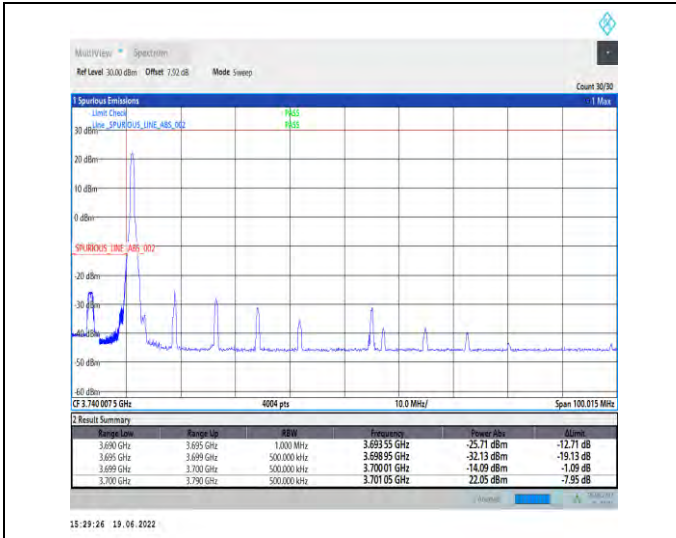 MultiView Spectrum
Ref Level 30.00 dBm Offset 7.92 dB Mode Sweep
Count 30/30
1 Spurious Emissions 1 Max
Limit Check PASS
Line _SPURIOUS_LINE_ABS_002 PASS
30 dBm
20 dBm
10 dBm
0 dBm
_SPURIOUS_LINE_ABS_002
-20 dBm
-30 dBm
-40 dBm
-50 dBm
-60 dBm
CF 3.740 007 5 GHz 4004 pts 10.0 MHz/ Span 100.015 MHz
2 Result Summary
Range Low Range Up RBW Frequency Power Abs ΔLimit
3.690 GHz 3.695 GHz 1.000 MHz 3.693 55 GHz -25.71 dBm -12.71 dB
3.695 GHz 3.699 GHz 500.000 kHz 3.698 95 GHz -32.13 dBm -19.13 dB
3.699 GHz 3.700 GHz 500.000 kHz 3.700 01 GHz -14.09 dBm -1.09 dB
3.700 GHz 3.790 GHz 500.000 kHz 3.701 05 GHz 22.05 dBm -7.95 dB
15:29:26 19.06.2022